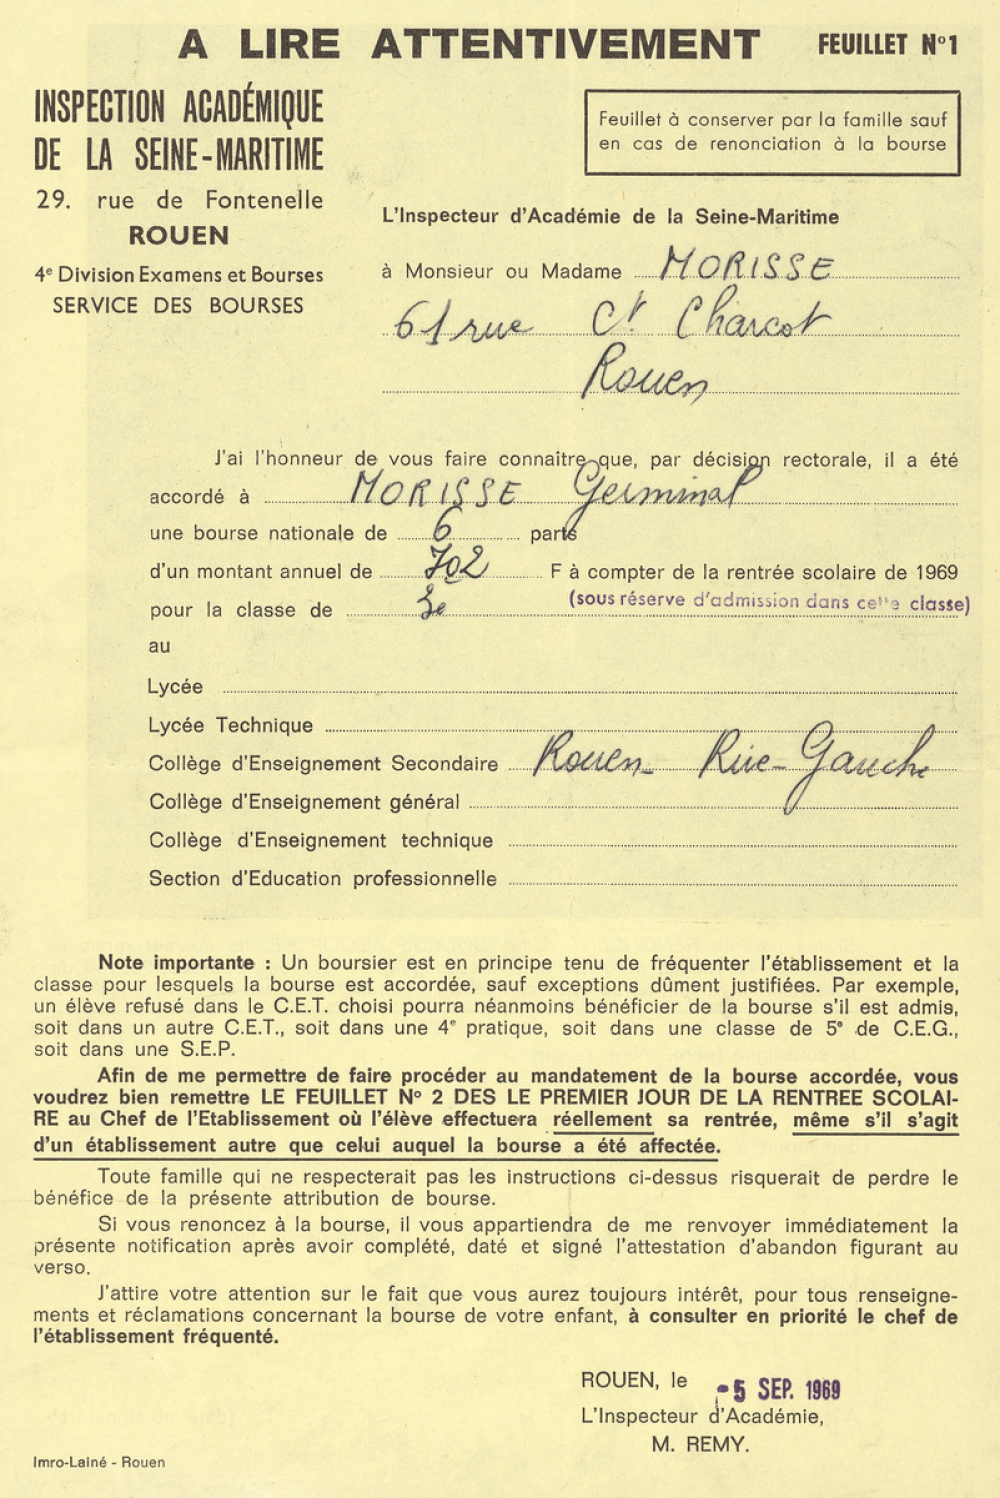 A LIRE ATTENTIVEMENT FEUILLET Nº1
INSPECTION ACADÉMIQUE
DE LA SEINE-MARITIME
29. rue de Fontenelle
ROUEN
4e Division Examens et Bourses
SERVICE DES BOURSES
Feuillet à conserver par la famille sauf
en cas de renonciation à la bourse
L'Inspecteur d'Académie de la Seine-Maritime
à Monsieur ou Madame MORISSE
61 rue Ct Charcot
Rouen
J'ai l'honneur de vous faire connaître que, par décision rectorale, il a été
accordé à MORISSE Germinal
une bourse nationale de 6 parts
d'un montant annuel de 702 F à compter de la rentrée scolaire de 1969
pour la classe de 3e (sous réserve d'admission dans cette classe)
au
Lycée
Lycée Technique
Collège d'Enseignement Secondaire Rouen- Rive-Gauche
Collège d'Enseignement général
Collège d'Enseignement technique
Section d'Education professionnelle
Note importante : Un boursier est en principe tenu de fréquenter l'établissement et la
classe pour lesquels la bourse est accordée, sauf exceptions dûment justifiées. Par exemple,
un élève refusé dans le C.E.T. choisi pourra néanmoins bénéficier de la bourse s'il est admis,
soit dans un autre C.E.T., soit dans une 4e pratique, soit dans une classe de 5e de C.E.G.,
soit dans une S.E.P.
Afin de me permettre de faire procéder au mandatement de la bourse accordée, vous
voudrez bien remettre LE FEUILLET Nº 2 DES LE PREMIER JOUR DE LA RENTREE SCOLAI-
RE au Chef de l'Etablissement où l'élève effectuera réellement sa rentrée, même s'il s'agit
d'un établissement autre que celui auquel la bourse a été affectée.
Toute famille qui ne respecterait pas les instructions ci-dessus risquerait de perdre le
bénéfice de la présente attribution de bourse.
Si vous renoncez à la bourse, il vous appartiendra de me renvoyer immédiatement la
présente notification après avoir complété, daté et signé l'attestation d'abandon figurant au
verso.
J'attire votre attention sur le fait que vous aurez toujours intérêt, pour tous renseigne-
ments et réclamations concernant la bourse de votre enfant, à consulter en priorité le chef de
l'établissement fréquenté.
ROUEN, le -5 SEP. 1969
L'Inspecteur d'Académie,
M. REMY.
Imro-Lainé - Rouen